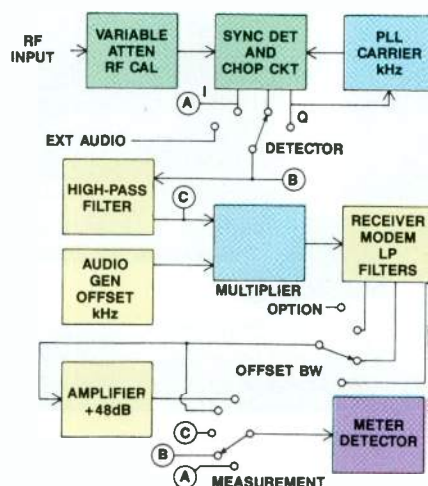 RF
INPUT
VARIABLE
ATTEN
RF CAL
SYNC DET
AND
CHOP CKT
PLL
CARRIER
kHz
A
I
Q
EXT AUDIO
DETECTOR
B
HIGH-PASS
FILTER
C
AUDIO
GEN
OFFSET
kHz
MULTIPLIER
RECEIVER
MODEM
LP
FILTERS
OPTION
OFFSET BW
AMPLIFIER
+48dB
C
B
A
MEASUREMENT
METER
DETECTOR